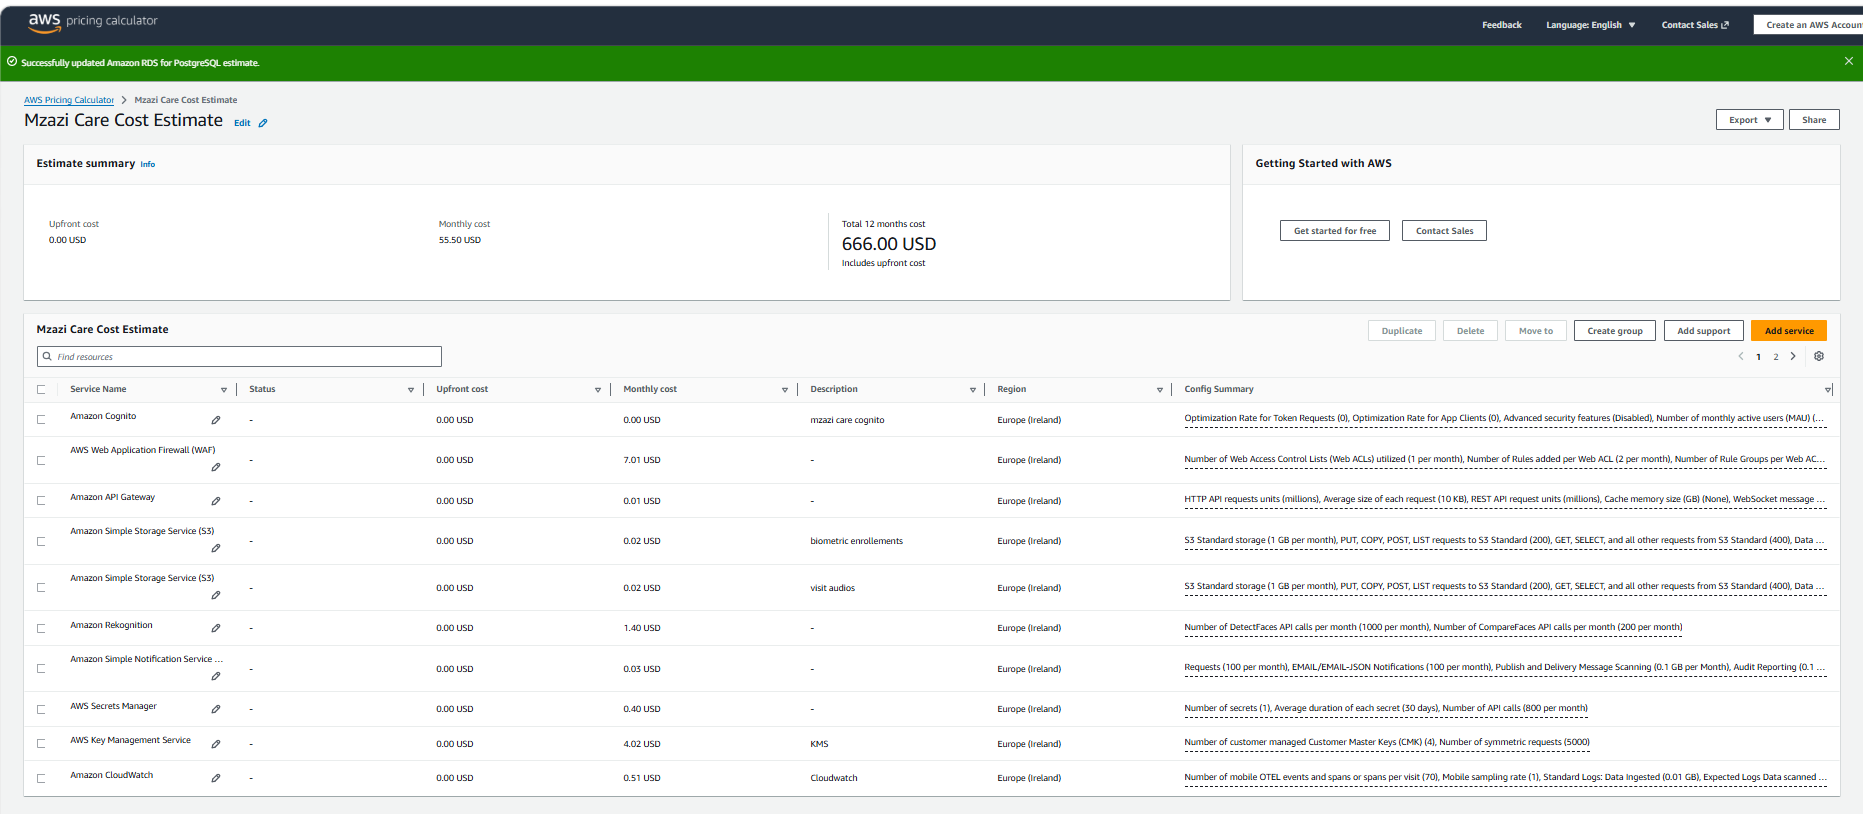 aws pricing calculator
Feedback Language: English Contact Sales
Successfully updated Amazon RDS for PostgreSQL estimate.
AWS Pricing Calculator Mzazi Care Cost Estimate
Mzazi Care Cost Estimate Edit
Export Share
Estimate summary Info
Getting Started with AWS
Upfront cost
0.00 USD
Monthly cost
55.50 USD
Total 12 months cost
666.00 USD
Includes upfront cost
Get started for free Contact Sales
Mzazi Care Cost Estimate
Duplicate Delete Move to Create group Add support Add service
Find resources
1 2
Service Name Status Upfront cost Monthly cost Description Region Config Summary
Amazon Cognito - 0.00 USD 0.00 USD mzazi care cognito Europe (Ireland) Optimization Rate for Token Requests (0), Optimization Rate for App Clients (0), Advanced security features (Disabled), Number of monthly active users (MAU) (...
AWS Web Application Firewall (WAF) - 0.00 USD 7.01 USD - Europe (Ireland) Number of Web Access Control Lists (Web ACLs) utilized (1 per month), Number of Rules added per Web ACL (2 per month), Number of Rule Groups per Web AC...
Amazon API Gateway - 0.00 USD 0.01 USD - Europe (Ireland) HTTP API requests units (millions), Average size of each request (10 KB), REST API request units (millions), Cache memory size (GB) (None), WebSocket message ...
Amazon Simple Storage Service (S3) - 0.00 USD 0.02 USD biometric enrollements Europe (Ireland) S3 Standard storage (1 GB per month), PUT, COPY, POST, LIST requests to S3 Standard (200), GET, SELECT, and all other requests from S3 Standard (400), Data ...
Amazon Simple Storage Service (S3) - 0.00 USD 0.02 USD visit audios Europe (Ireland) S3 Standard storage (1 GB per month), PUT, COPY, POST, LIST requests to S3 Standard (200), GET, SELECT, and all other requests from S3 Standard (400), Data ...
Amazon Rekognition - 0.00 USD 1.40 USD - Europe (Ireland) Number of DetectFaces API calls per month (1000 per month), Number of CompareFaces API calls per month (200 per month)
Amazon Simple Notification Service ... - 0.00 USD 0.03 USD - Europe (Ireland) Requests (100 per month), EMAIL/EMAIL-JSON Notifications (100 per month), Publish and Delivery Message Scanning (0.1 GB per Month), Audit Reporting (0.1 ...
AWS Secrets Manager - 0.00 USD 0.40 USD - Europe (Ireland) Number of secrets (1), Average duration of each secret (30 days), Number of API calls (800 per month)
AWS Key Management Service - 0.00 USD 4.02 USD KMS Europe (Ireland) Number of customer managed Customer Master Keys (CMK) (4), Number of symmetric requests (5000)
Amazon CloudWatch - 0.00 USD 0.51 USD Cloudwatch Europe (Ireland) Number of mobile OTEL events and spans or spans per visit (70), Mobile sampling rate (1), Standard Logs: Data Ingested (0.01 GB), Expected Logs Data scanned ...